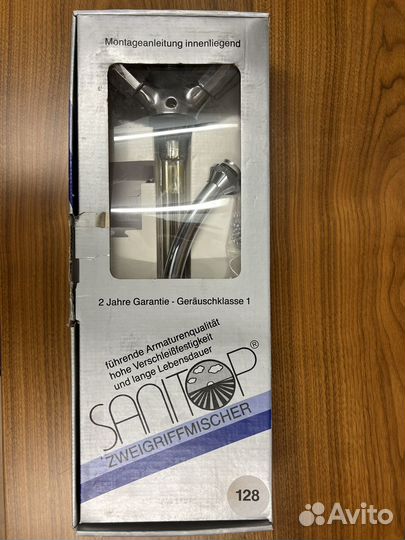 Montageanleitung innenliegend
2 Jahre Garantie - Geräuschklasse 1
führende Armaturenqualität
hohe Verschleißfestigkeit
und lange Lebensdauer
SANITOP®
ZWEIGRIFFMISCHER
128
Avito